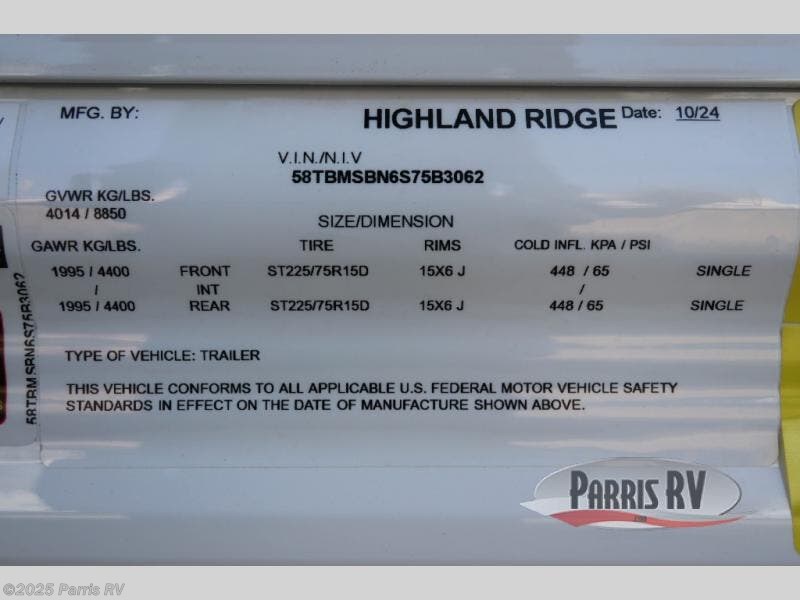 MFG. BY: HIGHLAND RIDGE Date: 10/24
V.I.N./N.I.V
58TBMSBN6S75B3062
GVWR KG/LBS.
4014 / 8850
SIZE/DIMENSION
GAWR KG/LBS. TIRE RIMS COLD INFL. KPA / PSI
1995 / 4400 FRONT ST225/75R15D 15X6 J 448 / 65 SINGLE
/ INT /
1995 / 4400 REAR ST225/75R15D 15X6 J 448 / 65 SINGLE
TYPE OF VEHICLE: TRAILER
THIS VEHICLE CONFORMS TO ALL APPLICABLE U.S. FEDERAL MOTOR VEHICLE SAFETY
STANDARDS IN EFFECT ON THE DATE OF MANUFACTURE SHOWN ABOVE.
58TBMSBN6S75B3062
PARRIS RV
©2025 Parris RV